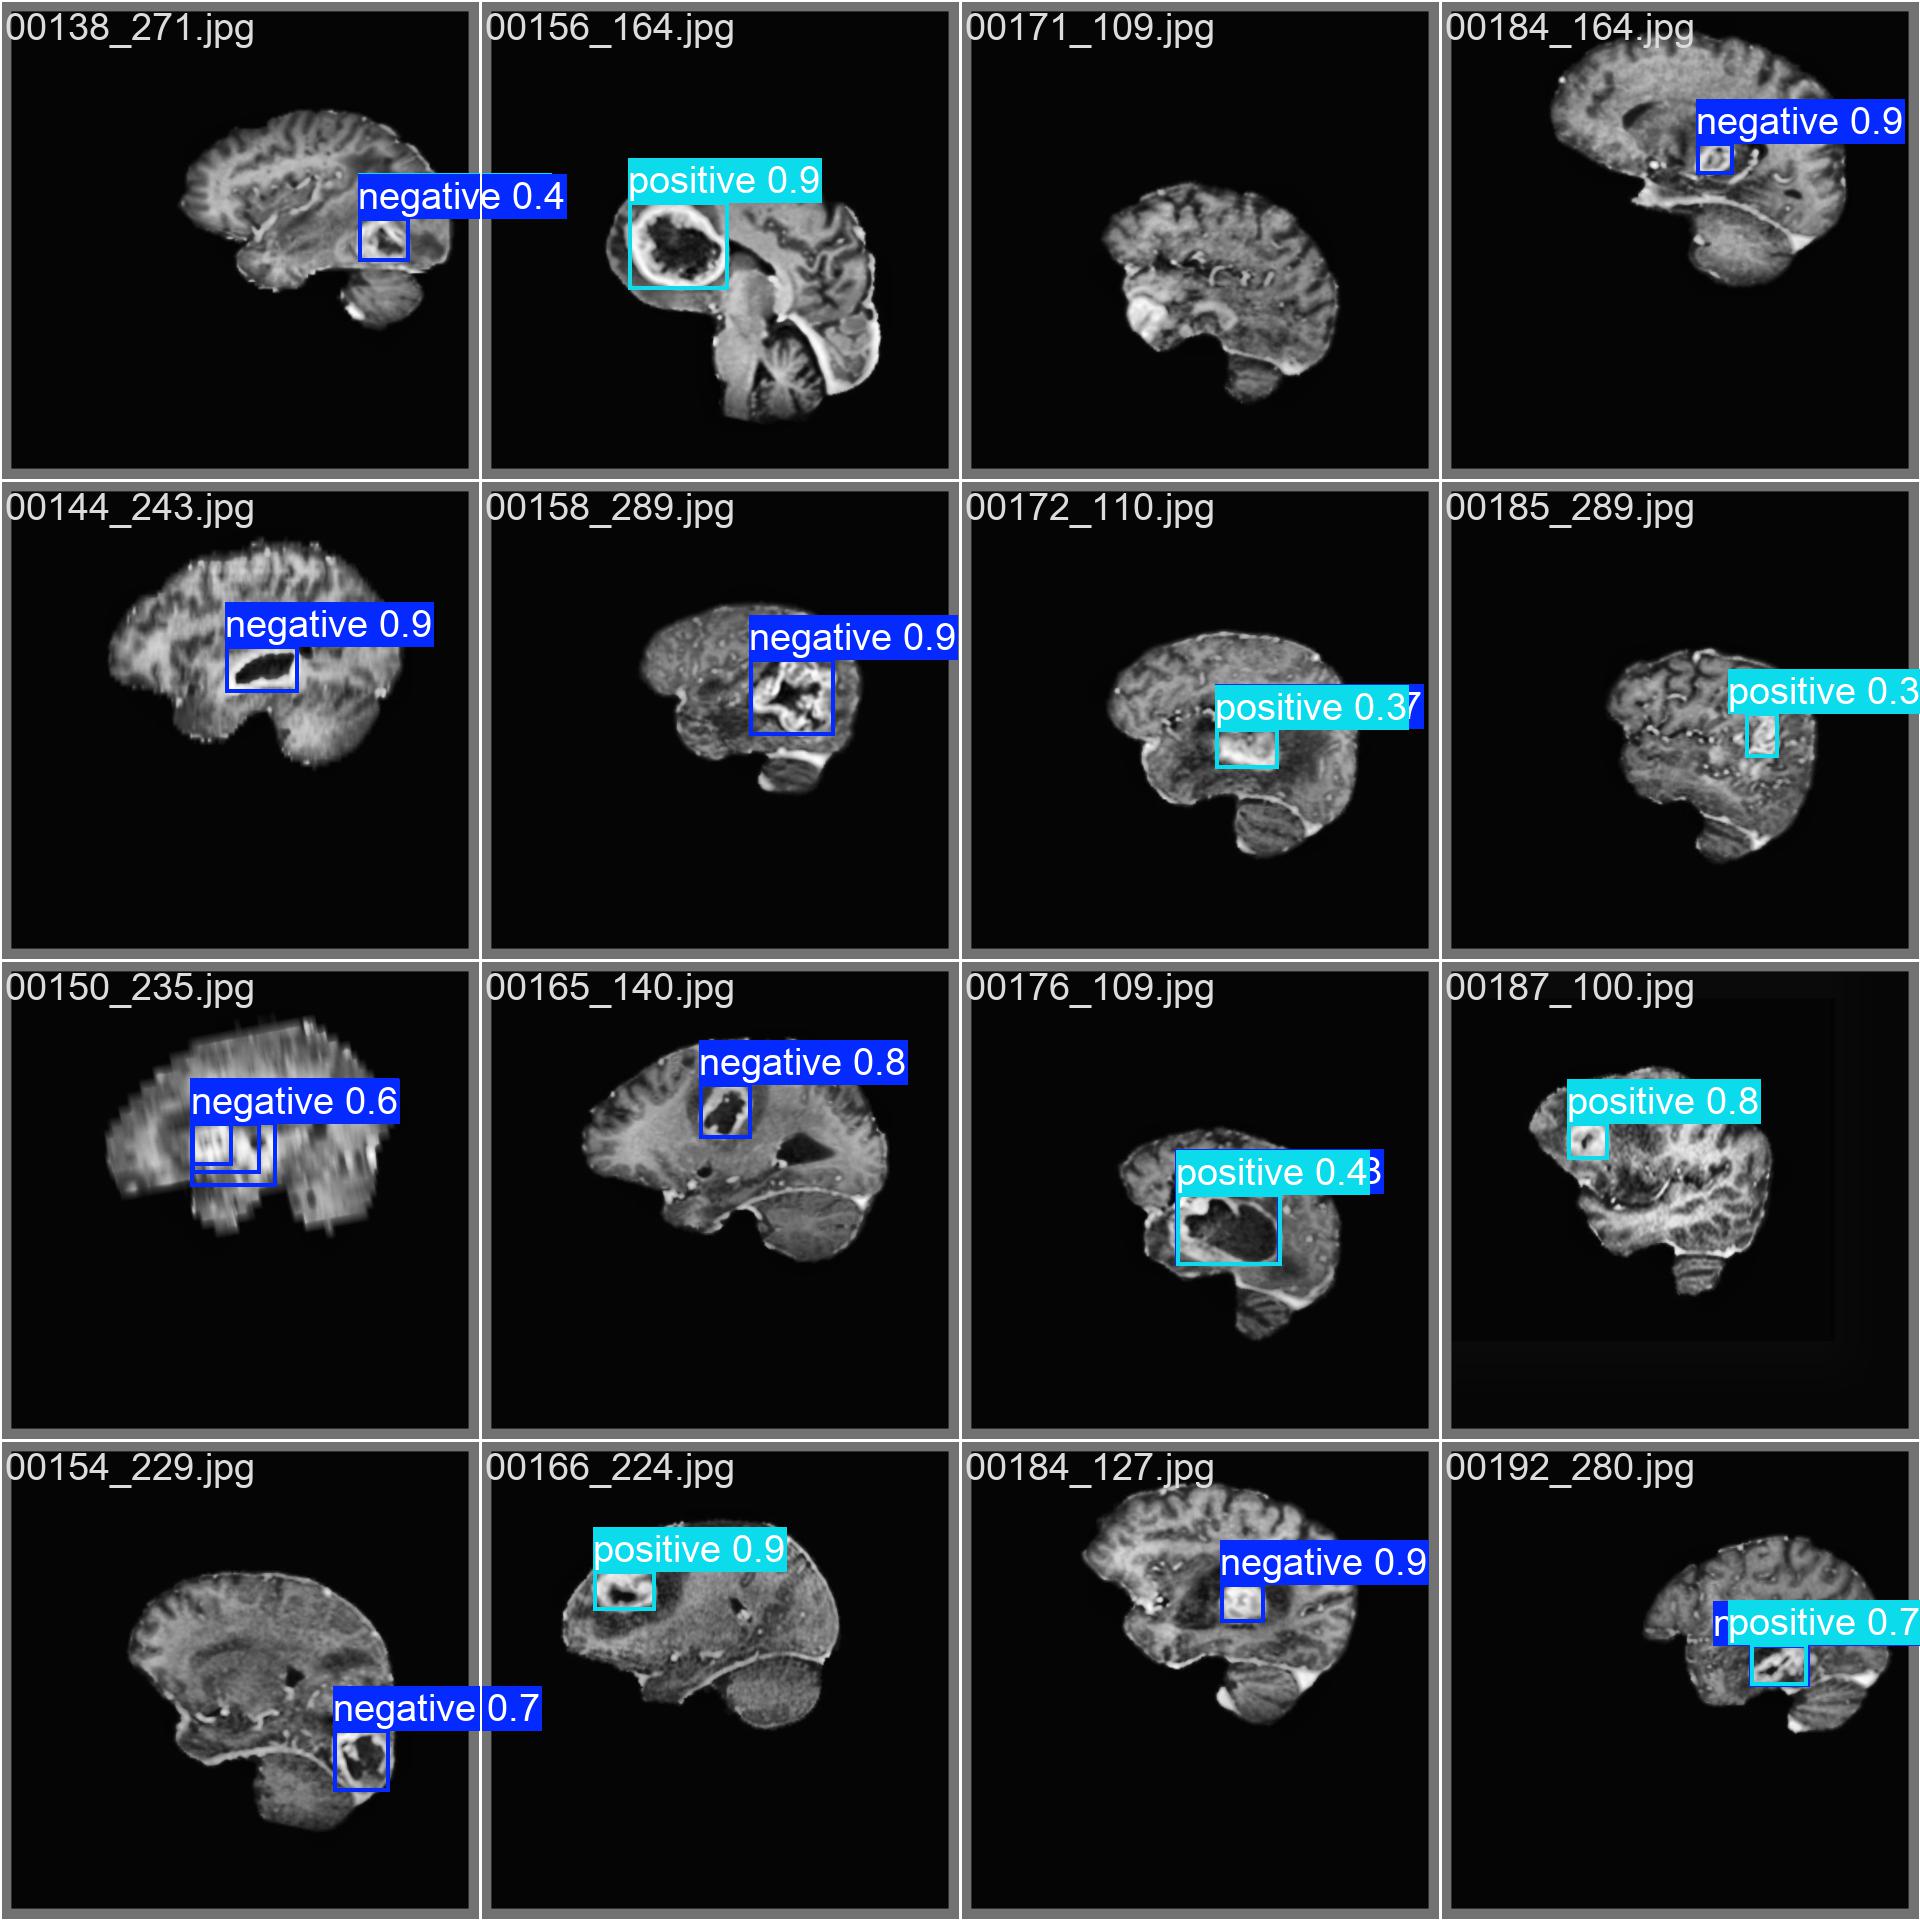 00138_271.jpg
negative 0.4
00156_164.jpg
positive 0.9
00171_109.jpg
00184_164.jpg
negative 0.9
00144_243.jpg
negative 0.9
00158_289.jpg
negative 0.9
00172_110.jpg
positive 0.3
00185_289.jpg
positive 0.3
00150_235.jpg
negative 0.6
00165_140.jpg
negative 0.8
00176_109.jpg
positive 0.4
00187_100.jpg
positive 0.8
00154_229.jpg
negative 0.7
00166_224.jpg
positive 0.9
00184_127.jpg
negative 0.9
00192_280.jpg
positive 0.7